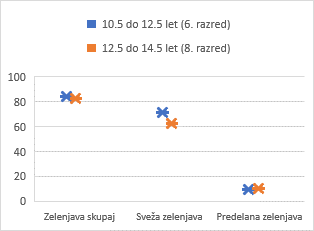 10.5 do 12.5 let (6. razred)
12.5 do 14.5 let (8. razred)
100
80
60
40
20
0
Zelenjava skupaj Sveža zelenjava Predelana zelenjava